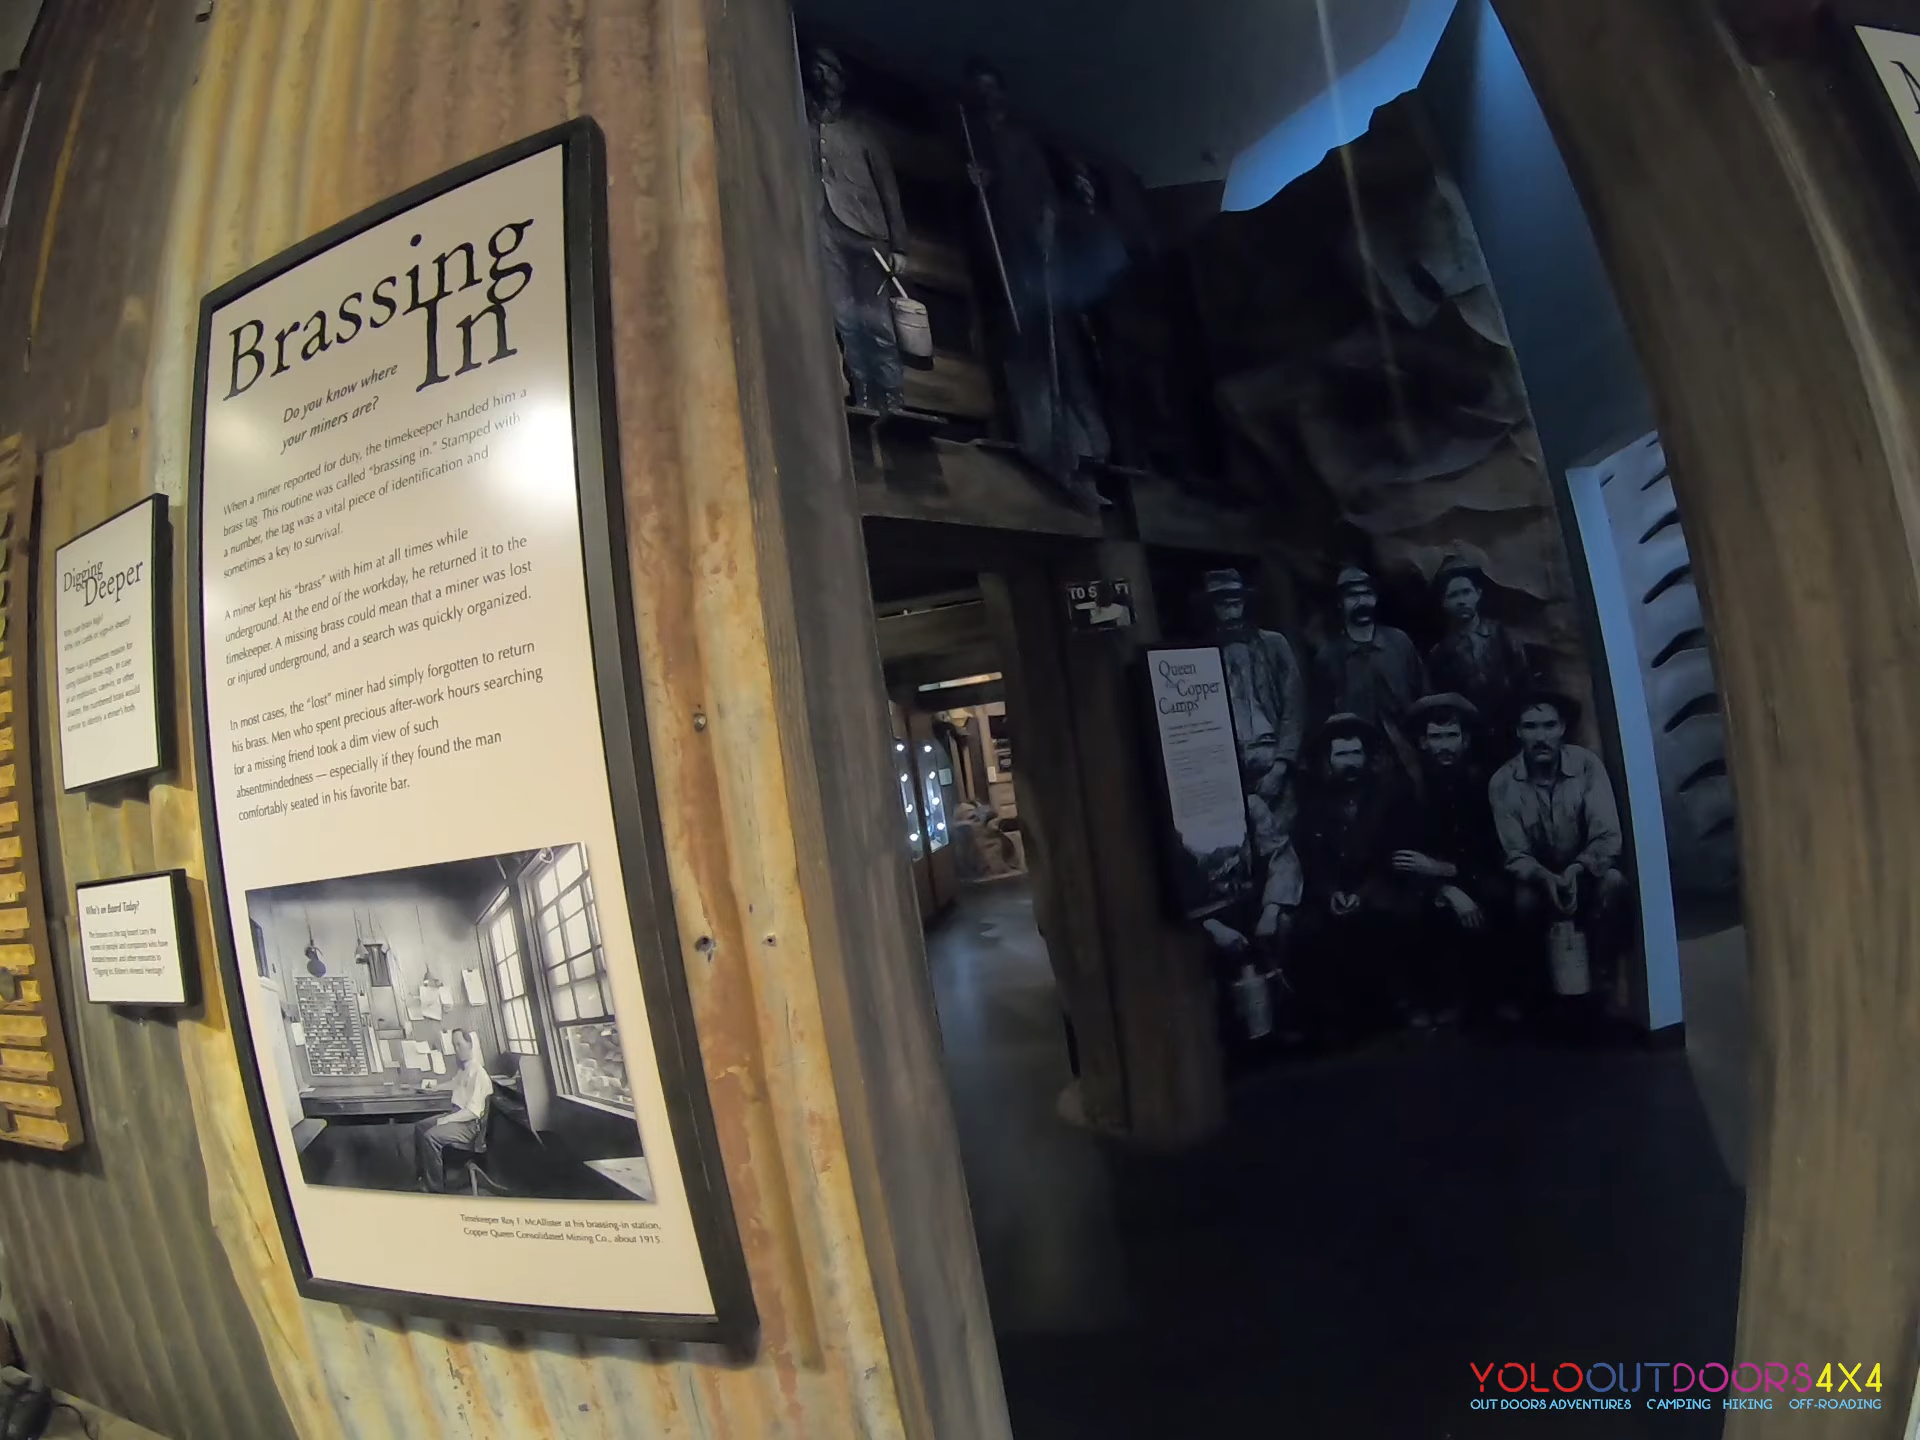 Brassing
In
Do you know where
your miners are?
When a miner reported for duty, the timekeeper handed him a
brass tag. This routine was called "brassing in." Stamped with
a number, the tag was a vital piece of identification and
sometimes a key to survival.
A miner kept his "brass" with him at all times while
underground. At the end of the workday, he returned it to the
timekeeper. A missing brass could mean that a miner was lost
or injured underground, and a search was quickly organized.
In most cases, the "lost" miner had simply forgotten to return
his brass. Men who spent precious after-work hours searching
for a missing friend took a dim view of such
absentmindedness — especially if they found the man
comfortably seated in his favorite bar.
Timekeeper Roy F. McAllister at his brassing-in station,
Copper Queen Consolidated Mining Co., about 1915
Digging
Deeper
Who's on Board Today?
Queen
Copper
Camps
TO
YOLOOUTDOORS4X4
OUT DOORS ADVENTURES CAMPING HIKING OFF-ROADING